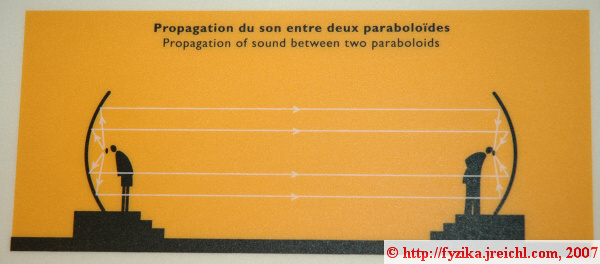 Propagation du son entre deux paraboloïdes
Propagation of sound between two paraboloids
© http://fyzika.jreichl.com, 2007